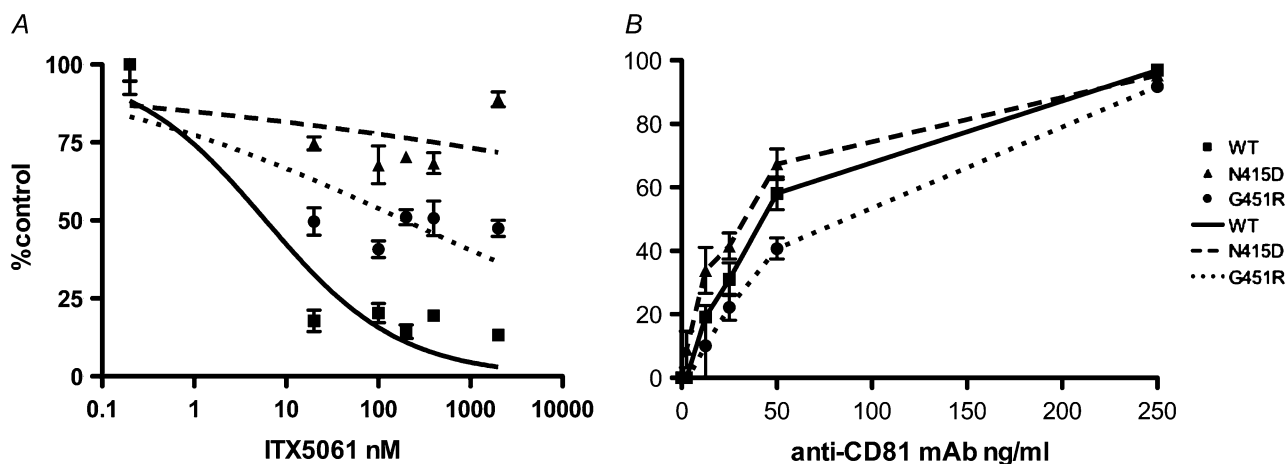 A
100
75
50
25
0
%control
0.1 1 10 100 1000 10000
ITX5061 nM
B
100
80
60
40
20
0
0 50 100 150 200 250
anti-CD81 mAb ng/ml
WT
N415D
G451R
WT
N415D
G451R